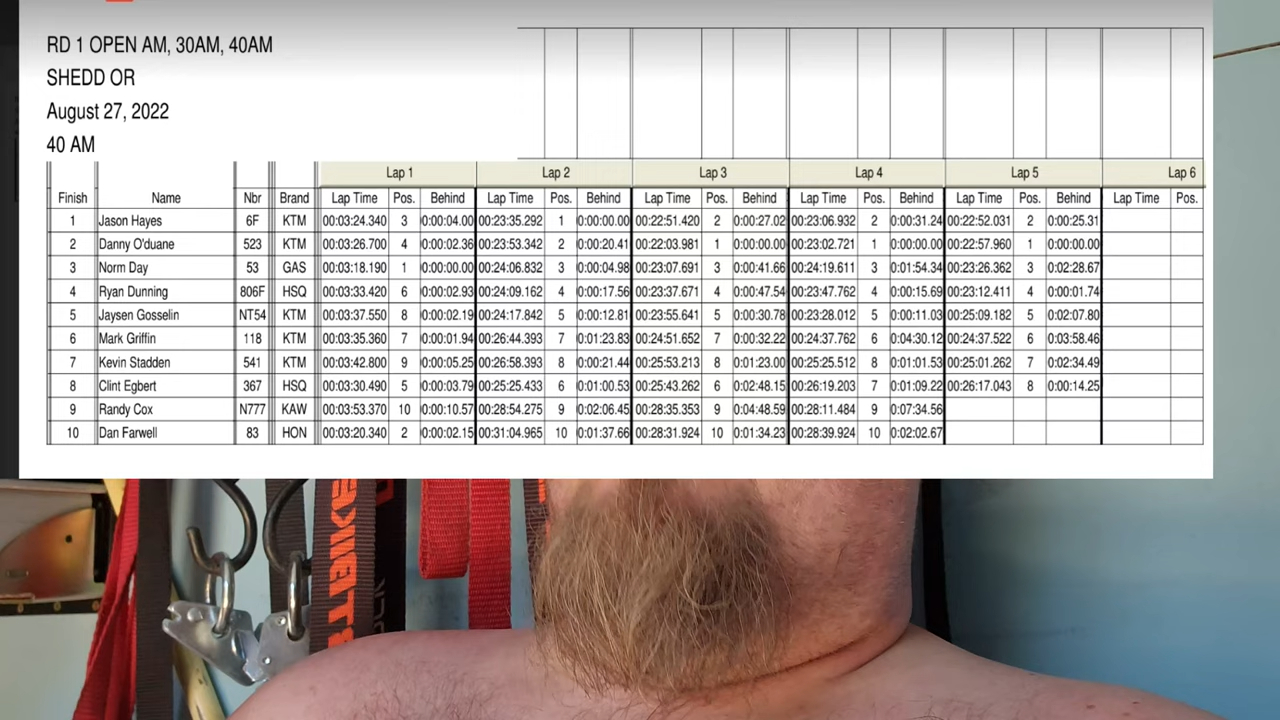 RD 1 OPEN AM, 30AM, 40AM
SHEDD OR
August 27, 2022
40 AM
Lap 1 Lap 2 Lap 3 Lap 4 Lap 5 Lap 6
Finish Name Nbr Brand Lap Time Pos. Behind Lap Time Pos. Behind Lap Time Pos. Behind Lap Time Pos. Behind Lap Time Pos. Behind Lap Time Pos.
1 Jason Hayes 6F KTM 00:03:24.340 3 0:00:04.00 00:23:35.292 1 0:00:00.00 00:22:51.420 2 0:00:27.02 00:23:06.932 2 0:00:31.24 00:22:52.031 2 0:00:25.31
2 Danny O'duane 523 KTM 00:03:26.700 4 0:00:02.36 00:23:53.342 2 0:00:20.41 00:22:03.981 1 0:00:00.00 00:23:02.721 1 0:00:00.00 00:22:57.960 1 0:00:00.00
3 Norm Day 53 GAS 00:03:18.190 1 0:00:00.00 00:24:06.832 3 0:00:04.98 00:23:07.691 3 0:00:41.66 00:24:19.611 3 0:01:54.34 00:23:26.362 3 0:02:28.67
4 Ryan Dunning 806F HSQ 00:03:33.420 6 0:00:02.93 00:24:09.162 4 0:00:17.56 00:23:37.671 4 0:00:47.54 00:23:47.762 4 0:00:15.69 00:23:12.411 4 0:00:01.74
5 Jaysen Gosselin NT54 KTM 00:03:37.550 8 0:00:02.19 00:24:17.842 5 0:00:12.81 00:23:55.641 5 0:00:30.78 00:23:28.012 5 0:00:11.03 00:25:09.182 5 0:02:07.80
6 Mark Griffin 118 KTM 00:03:35.360 7 0:00:01.94 00:26:44.393 7 0:01:23.83 00:24:51.652 7 0:00:32.22 00:24:37.762 6 0:04:30.12 00:24:37.522 6 0:03:58.46
7 Kevin Stadden 541 KTM 00:03:42.800 9 0:00:05.25 00:26:58.393 8 0:00:21.44 00:25:53.213 8 0:01:23.00 00:25:25.512 8 0:01:01.53 00:25:01.262 7 0:02:34.49
8 Clint Egbert 367 HSQ 00:03:30.490 5 0:00:03.79 00:25:25.433 6 0:01:00.53 00:25:43.262 6 0:02:48.15 00:26:19.203 7 0:01:09.22 00:26:17.043 8 0:00:14.25
9 Randy Cox N777 KAW 00:03:53.370 10 0:00:10.57 00:28:54.275 9 0:02:06.45 00:28:35.353 9 0:04:48.59 00:28:11.484 9 0:07:34.56
10 Dan Farwell 83 HON 00:03:20.340 2 0:00:02.15 00:31:04.965 10 0:01:37.66 00:28:31.924 10 0:01:34.23 00:28:39.924 10 0:02:02.67